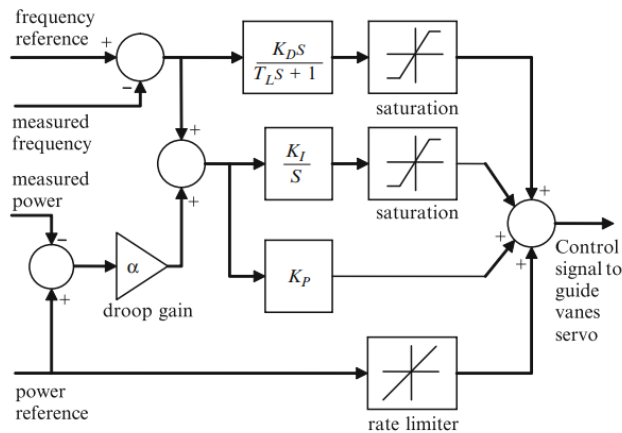 frequency
reference
+
−
measured
frequency
K_D S
T_L S + 1
saturation
+
+
K_I
S
saturation
measured
power
−
+
α
droop gain
K_P
+
+
+
+
Control
signal to
guide
vanes
servo
power
reference
rate limiter